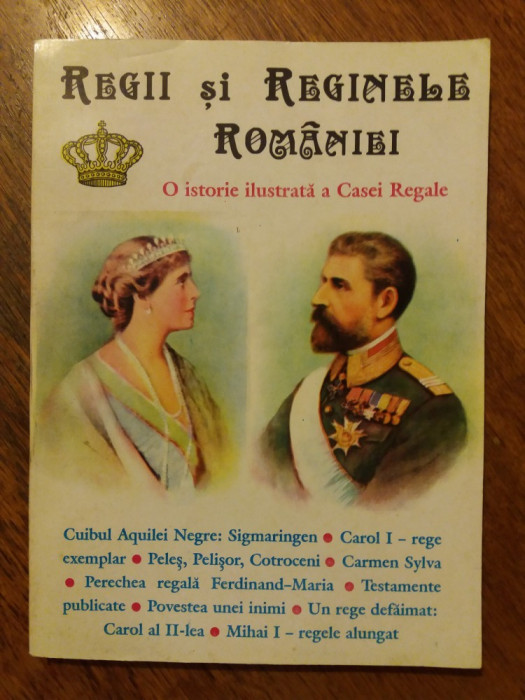 REGII ȘI REGINELE
ROMÂNIEI
O istorie ilustrată a Casei Regale
Cuibul Aquilei Negre: Sigmaringen • Carol I – rege
exemplar • Peleş, Pelişor, Cotroceni • Carmen Sylva
• Perechea regală Ferdinand–Maria • Testamente
publicate • Povestea unei inimi • Un rege defăimat:
Carol al II-lea • Mihai I – regele alungat